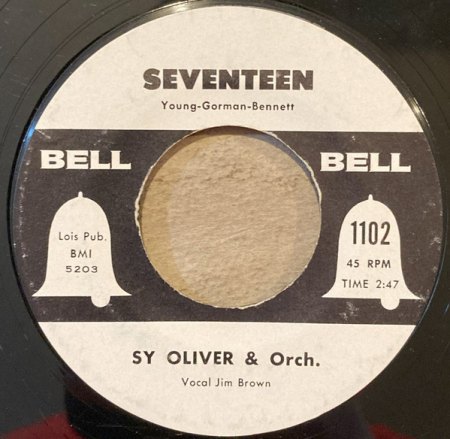 SEVENTEEN
Young-Gorman-Bennett
BELL BELL
Lois Pub.
BMI
5203
1102
45 RPM
TIME 2:47
SY OLIVER & Orch.
Vocal Jim Brown